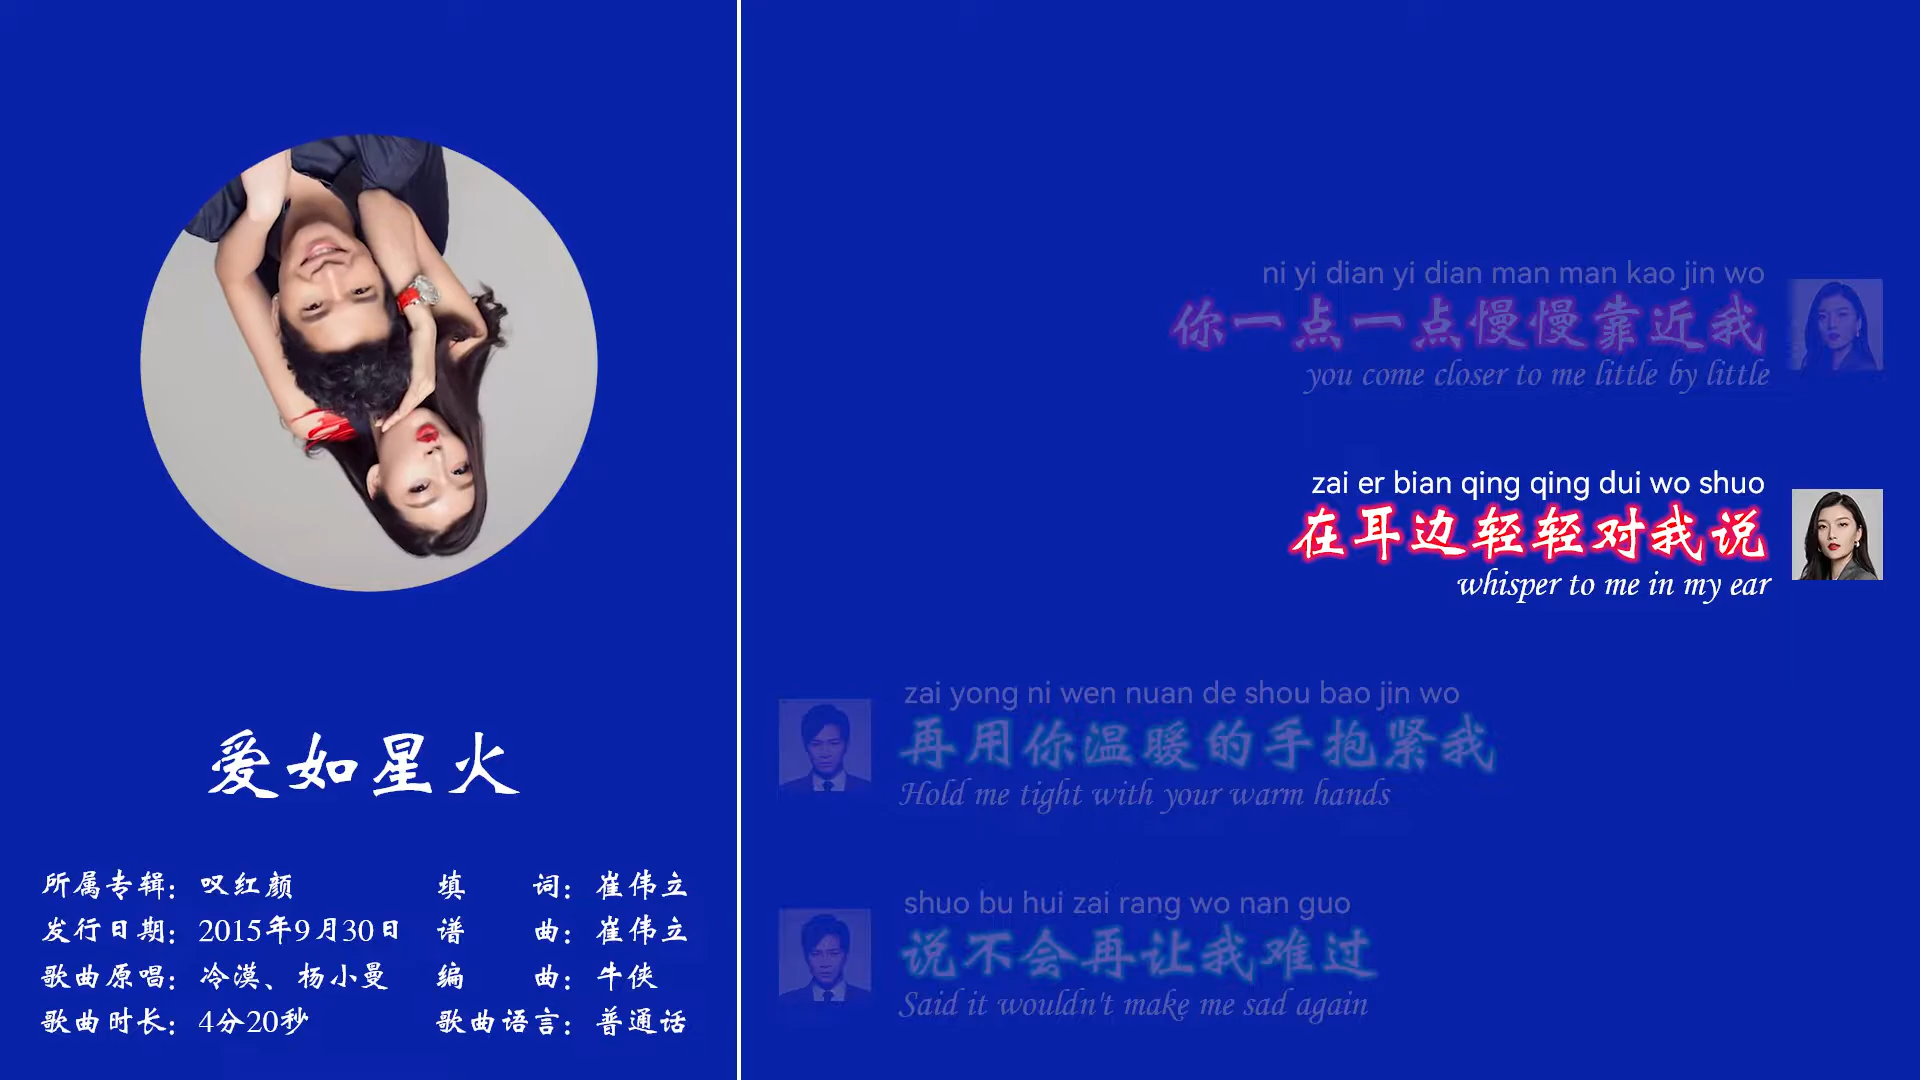 爱如星火
所属专辑：叹红颜
发行日期：2015年9月30日
歌曲原唱：冷漠、杨小曼
歌曲时长：4分20秒
填词：崔伟立
谱曲：崔伟立
编曲：牛侠
歌曲语言：普通话
ni yi dian yi dian man man kao jin wo
你一点一点慢慢靠近我
you come closer to me little by little
zai er bian qing qing dui wo shuo
在耳边轻轻对我说
whisper to me in my ear
zai yong ni wen nuan de shou bao jin wo
再用你温暖的手抱紧我
Hold me tight with your warm hands
shuo bu hui zai rang wo nan guo
说不会再让我难过
Said it wouldn't make me sad again